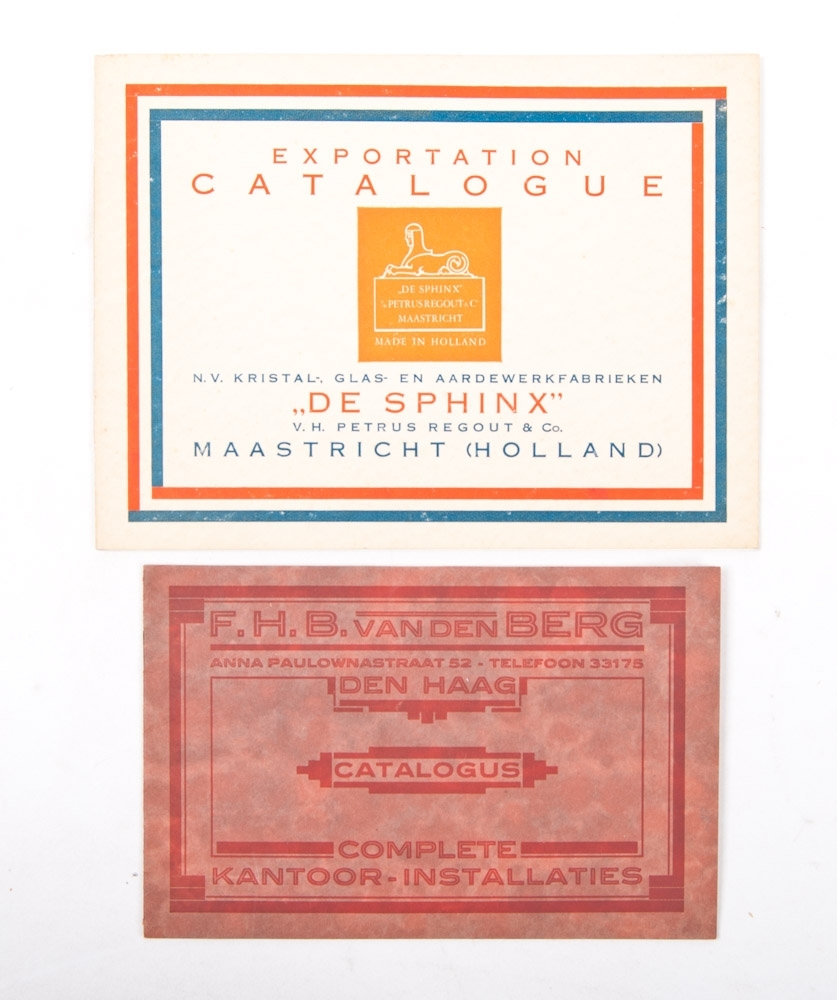 EXPORTATION
CATALOGUE
„DE SPHINX"
V/H PETRUS REGOUT & Co
MAASTRICHT
MADE IN HOLLAND
N.V. KRISTAL-, GLAS- EN AARDEWERKFABRIEKEN
„DE SPHINX”
V.H. PETRUS REGOUT & Co.
MAASTRICHT (HOLLAND)
F.H.B. VAN DEN BERG
ANNA PAULOWNASTRAAT 52 - TELEFOON 33175
DEN HAAG
CATALOGUS
COMPLETE
KANTOOR-INSTALLATIES